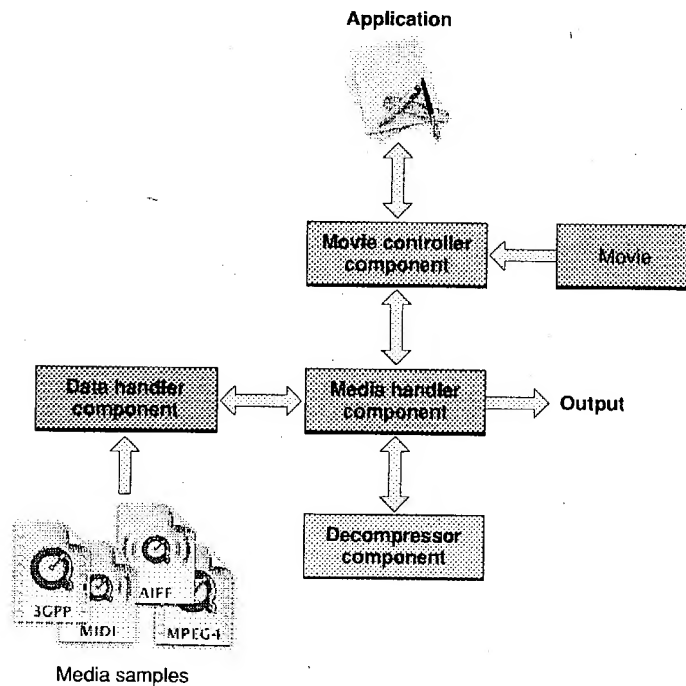 Application
Movie controller
component
Movie
Data handler
component
Media handler
component
Output
Decompressor
component
3GPP
MIDI
AIFF
MPEG-4
Media samples